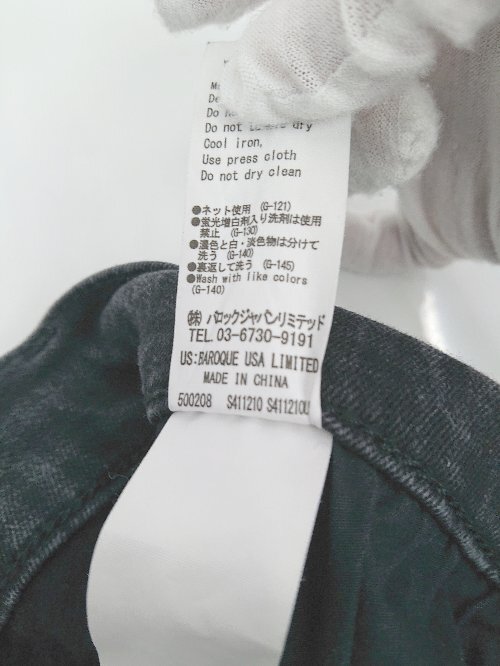 Do not
Do not tumble dry
Cool iron,
Use press cloth
Do not dry clean
●ネット使用 (G-121)
●蛍光増白剤入り洗剤は使用
禁止 (G-130)
●濃色と白・淡色物は分けて
洗う (G-140)
●裏返して洗う (G-145)
●Wash with like colors
(G-140)
㈱バロックジャパンリミテッド
TEL. 03-6730-9191
US: BAROQUE USA LIMITED
MADE IN CHINA
500208 S411210 S411210U